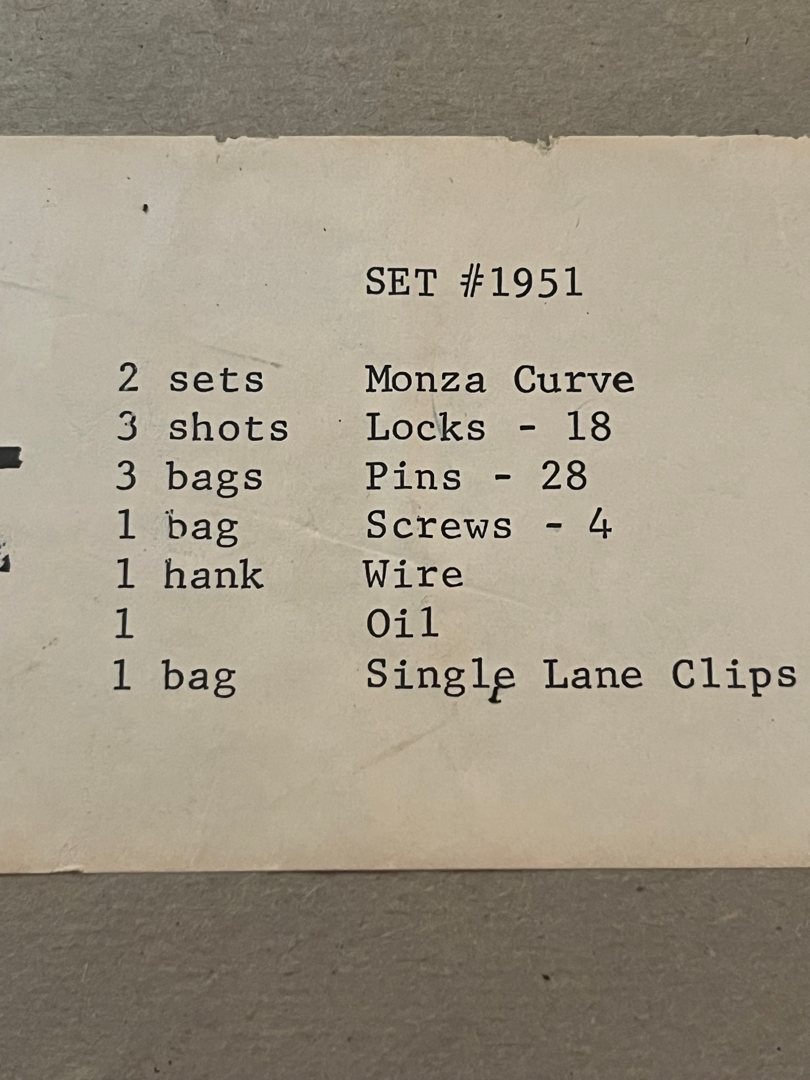 SET #1951
2 sets Monza Curve
3 shots Locks - 18
3 bags Pins - 28
1 bag Screws - 4
1 hank Wire
1 Oil
1 bag Single Lane Clips